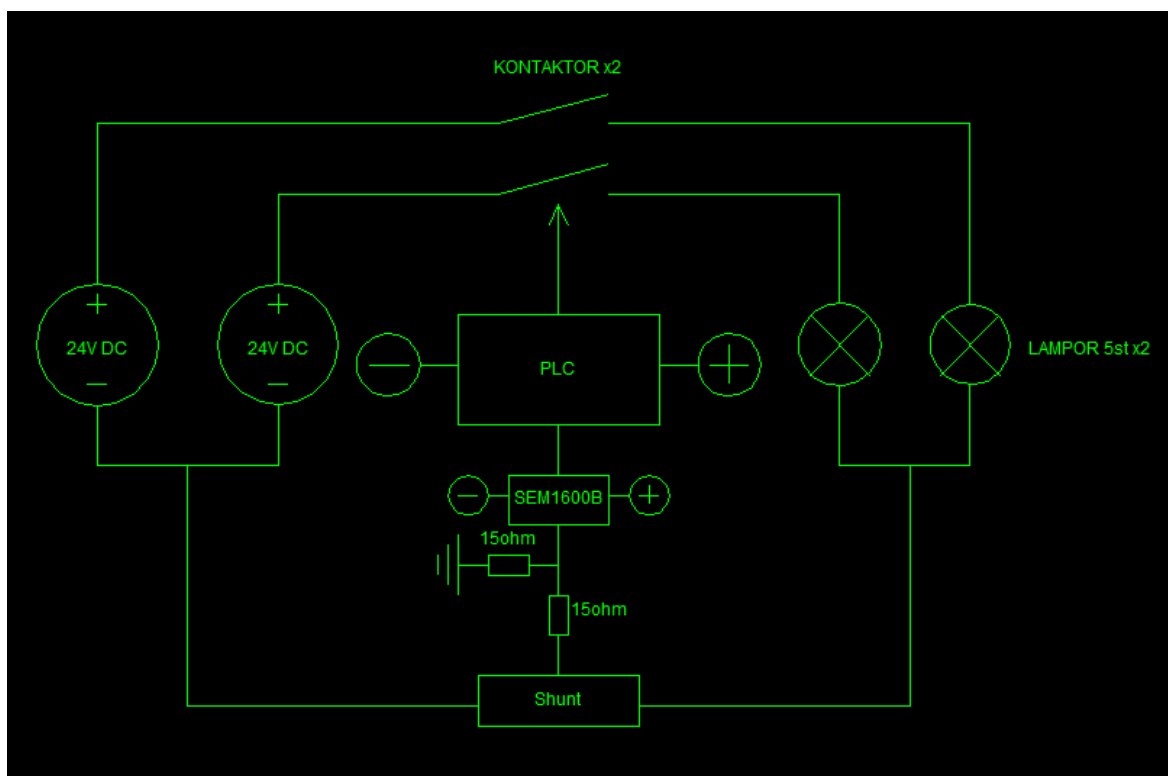 KONTAKTOR x2
24V DC
24V DC
PLC
LAMPOR 5st x2
SEM1600B
15ohm
15ohm
Shunt